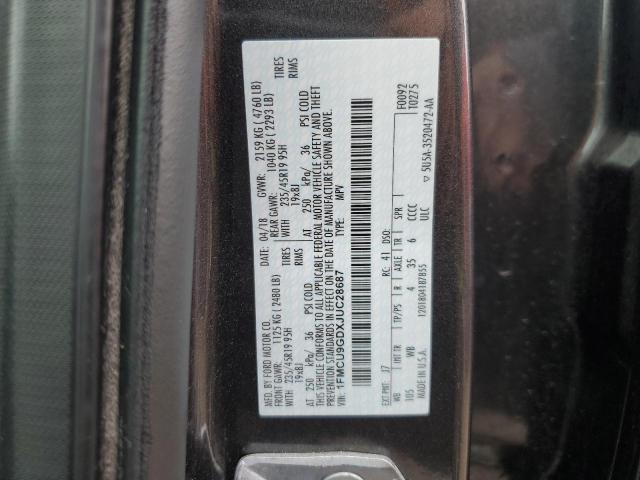 MFD. BY FORD MOTOR CO.
DATE: 04/18 GVWR: 2159 KG ( 4760 LB)
FRONT GAWR: 1125 KG ( 2480 LB) REAR GAWR: 1040 KG ( 2293 LB)
WITH 235/45R19 95H TIRES WITH 235/45R19 95H TIRES
19x8J RIMS 19x8J RIMS
AT 250 kPa/ 36 PSI COLD AT 250 kPa/ 36 PSI COLD
THIS VEHICLE CONFORMS TO ALL APPLICABLE FEDERAL MOTOR VEHICLE SAFETY AND THEFT
PREVENTION STANDARDS IN EFFECT ON THE DATE OF MANUFACTURE SHOWN ABOVE.
VIN: 1FMCU9GDXJUC28687 TYPE: MPV
F0092
T0275
EXT PNT: J7 RC: 41 DSO:
WB INT TR TP/PS R AXLE TR SPR
105 WB 4 35 6 CCCC
ULC
MADE IN U.S.A. 1201804187855
▽ 5U5A-3520472-AA